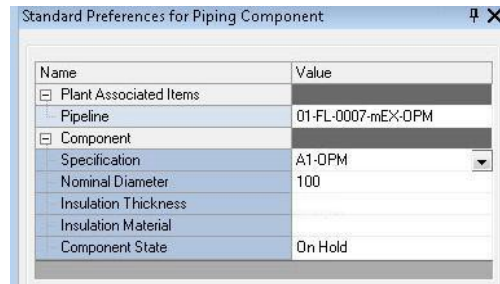 Standard Preferences for Piping Component
Name Value
Plant Associated Items
Pipeline 01-FL-0007-mEX-OPM
Component
Specification A1-OPM
Nominal Diameter 100
Insulation Thickness
Insulation Material
Component State On Hold